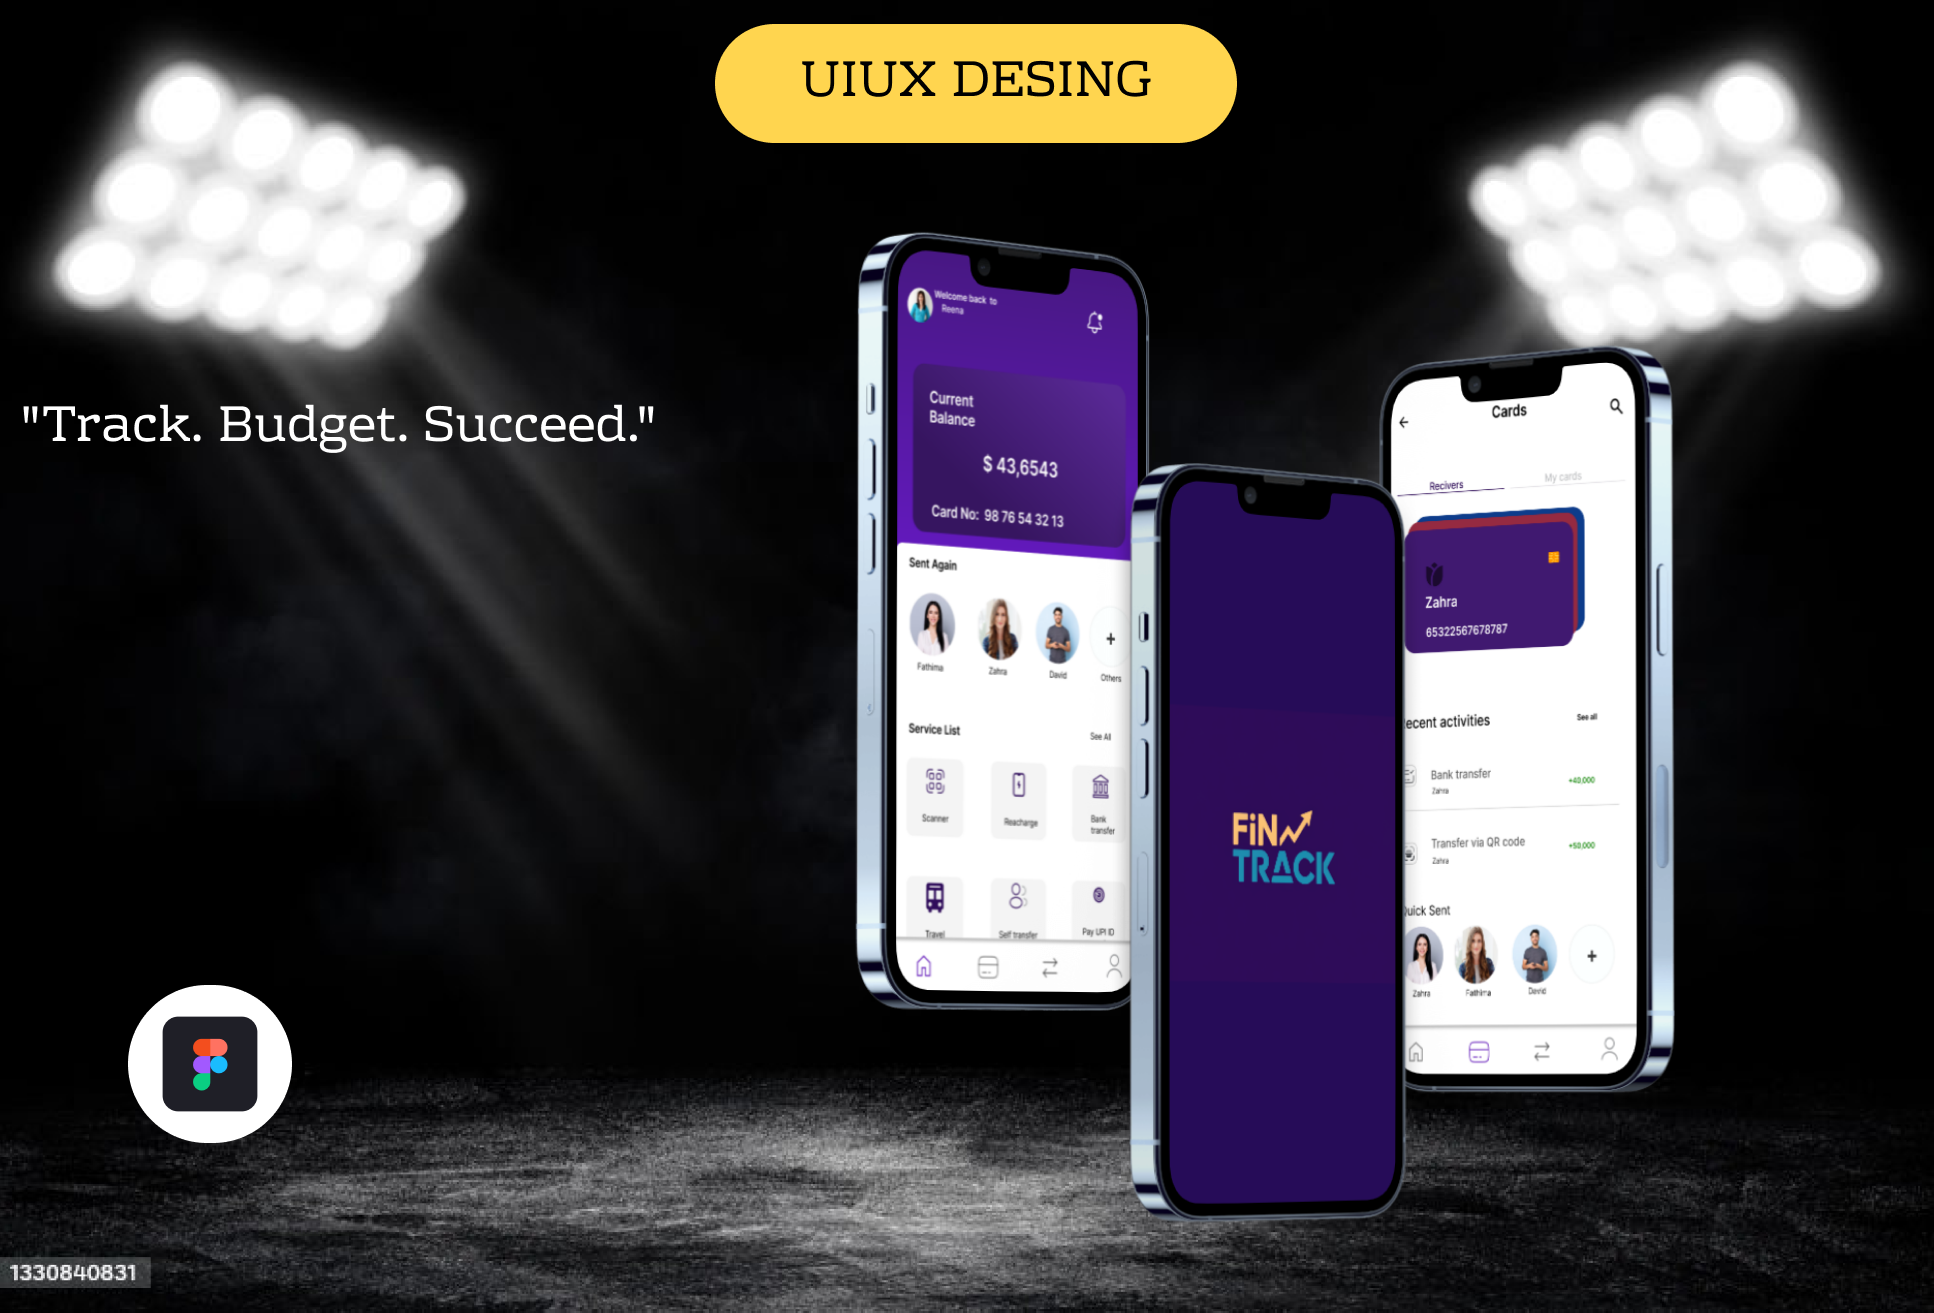 UIUX DESING
"Track. Budget. Succeed."
Welcome back to
Reena
Current
Balance
$ 43,6543
Card No: 98 76 54 32 13
Sent Again
Fathima
Zahra
David
Others
Service List
See All
Scanner
Reacharge
Bank
transfer
Travel
Self transfer
Pay UPI ID
FiN
TRACK
Cards
Recivers
My cards
Zahra
65322567678787
ecent activities
See all
Bank transfer
Zahra
+40,000
Transfer via QR code
Zahra
+50,000
uick Sent
Zahra
Fathima
David
1330840831